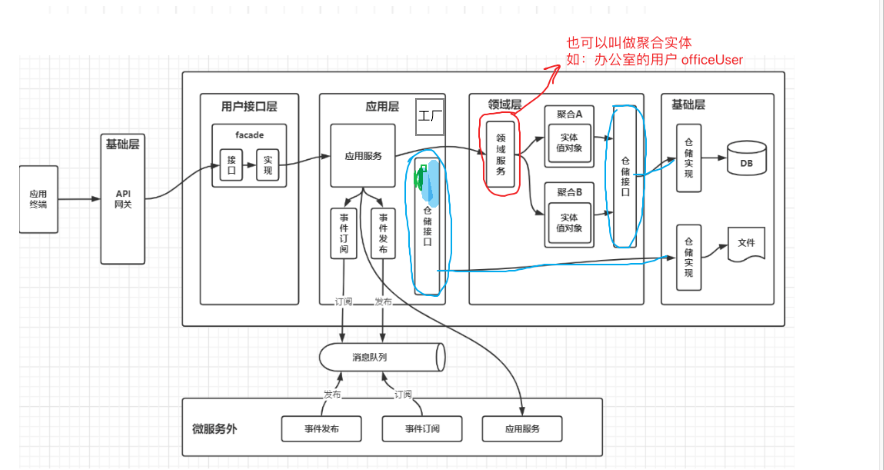 也可以叫做聚合实体
如：办公室的用户 officeUser
用户接口层
应用层
工厂
领域层
基础层
基础层
facade
接口
实现
应用服务
领域服务
聚合A
实体
值对象
聚合B
实体
值对象
仓储接口
仓储实现
DB
应用
终端
API
网关
事件订阅
事件发布
仓储接口
仓储实现
文件
订阅
发布
消息队列
发布
订阅
微服务外
事件发布
事件订阅
应用服务